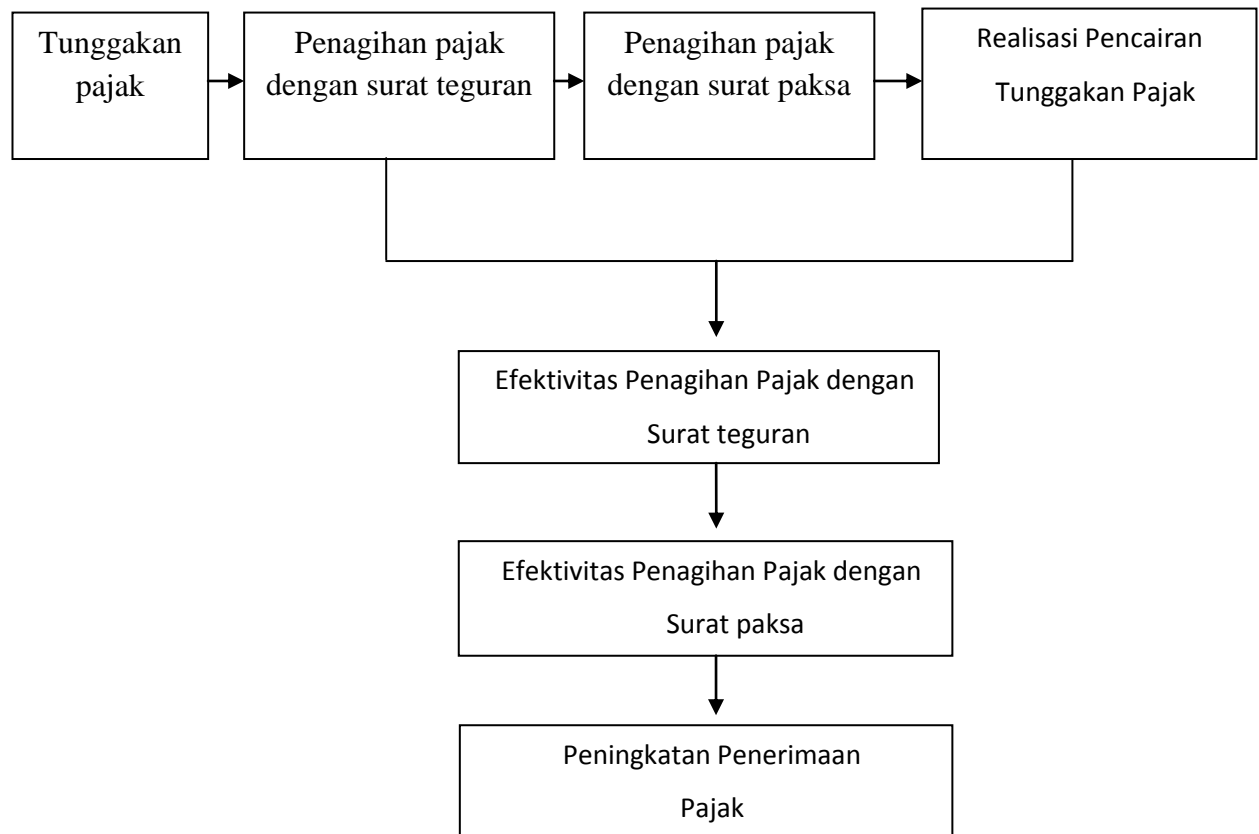 Tunggakan
pajak
Penagihan pajak
dengan surat teguran
Penagihan pajak
dengan surat paksa
Realisasi Pencairan
Tunggakan Pajak
Efektivitas Penagihan Pajak dengan
Surat teguran
Efektivitas Penagihan Pajak dengan
Surat paksa
Peningkatan Penerimaan
Pajak